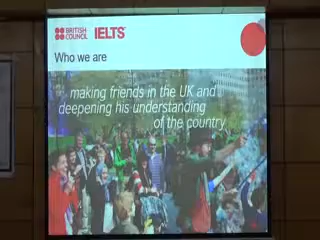 BRITISH COUNCIL IELTS
Who we are
... making friends in the UK and
deepening his understanding
of the country